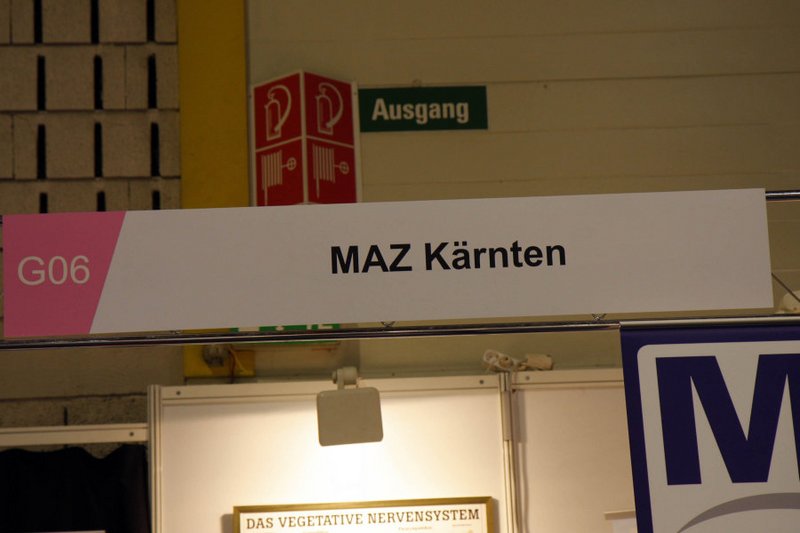 Ausgang
G06
MAZ Kärnten
M
DAS VEGETATIVE NERVENSYSTEM